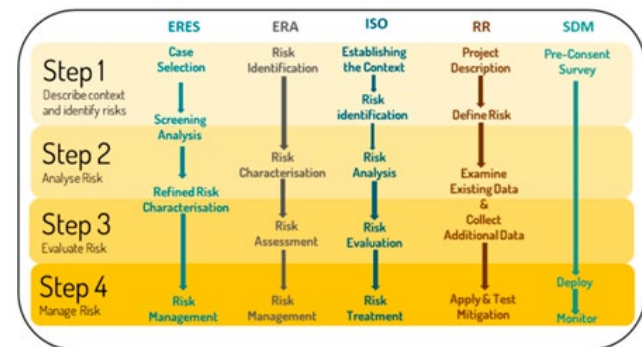 ERES
ERA
ISO
RR
SDM
Step 1
Describe context
and identify risks
Case
Selection
Risk
Identification
Establishing
the Context
Project
Description
Pre-Consent
Survey
Risk
identification
Screening
Analysis
Define Risk
Step 2
Analyse Risk
Risk
Characterisation
Risk
Analysis
Examine
Existing Data
&
Collect
Additional Data
Refined Risk
Characterisation
Step 3
Evaluate Risk
Risk
Assessment
Risk
Evaluation
Step 4
Manage Risk
Risk
Management
Risk
Management
Risk
Treatment
Apply & Test
Mitigation
Deploy
Monitor